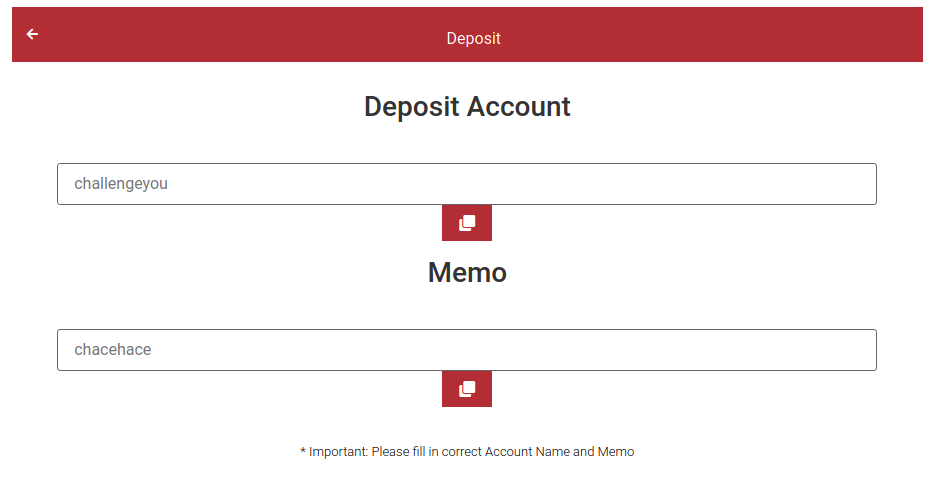 Deposit
Deposit Account
challengeyou
Memo
chacehace
* Important: Please fill in correct Account Name and Memo